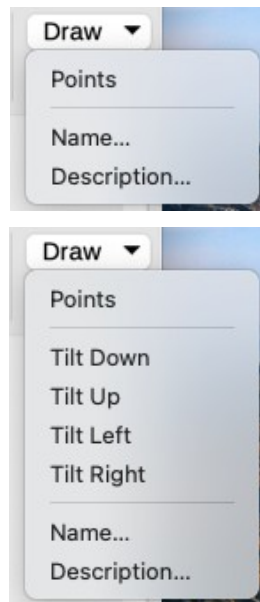 Draw
Points
Name...
Description...
Draw
Points
Tilt Down
Tilt Up
Tilt Left
Tilt Right
Name...
Description...